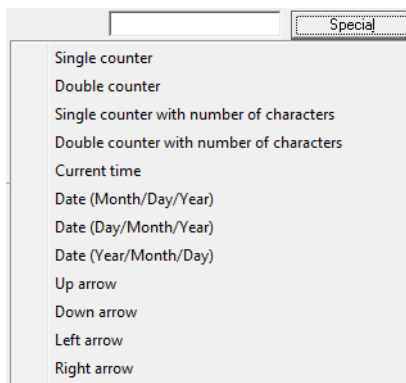 Special
Single counter
Double counter
Single counter with number of characters
Double counter with number of characters
Current time
Date (Month/Day/Year)
Date (Day/Month/Year)
Date (Year/Month/Day)
Up arrow
Down arrow
Left arrow
Right arrow